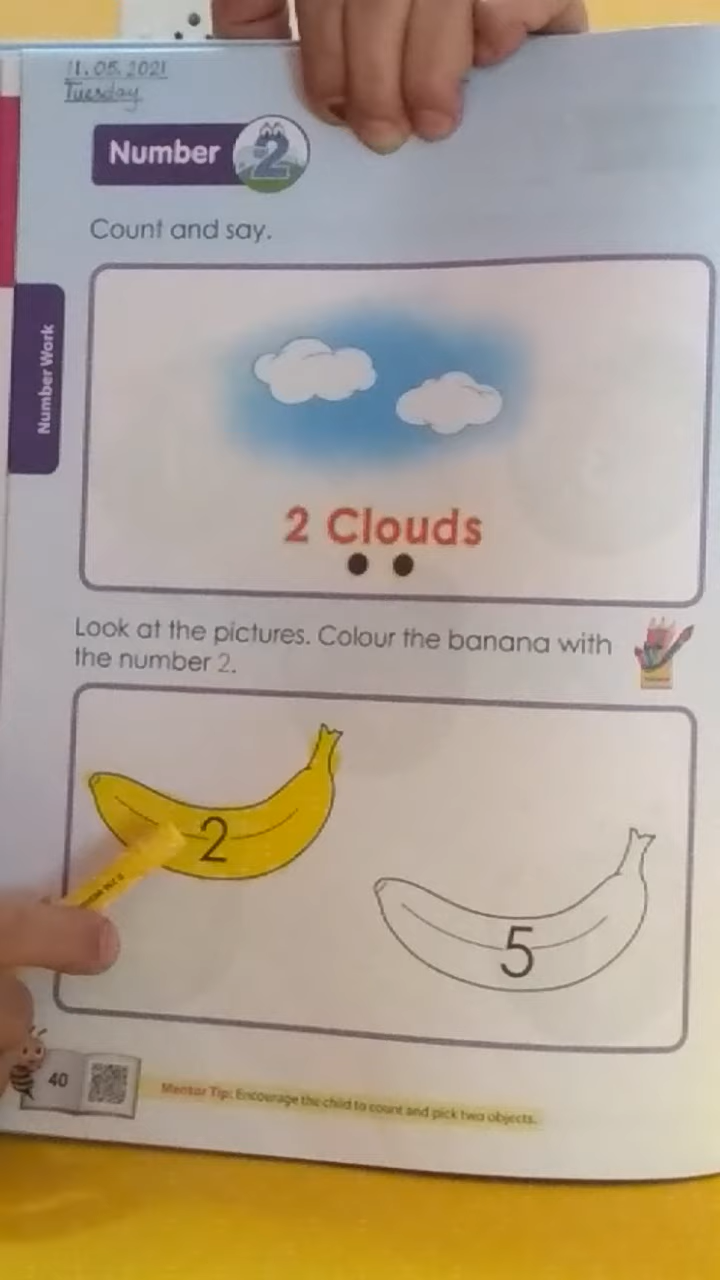 11.05.2021
Tuesday
Number 2
Count and say.
Number Work
2 Clouds
Look at the pictures. Colour the banana with
the number 2.
2
5
40
Mentor Tip: Encourage the child to count and pick two objects.